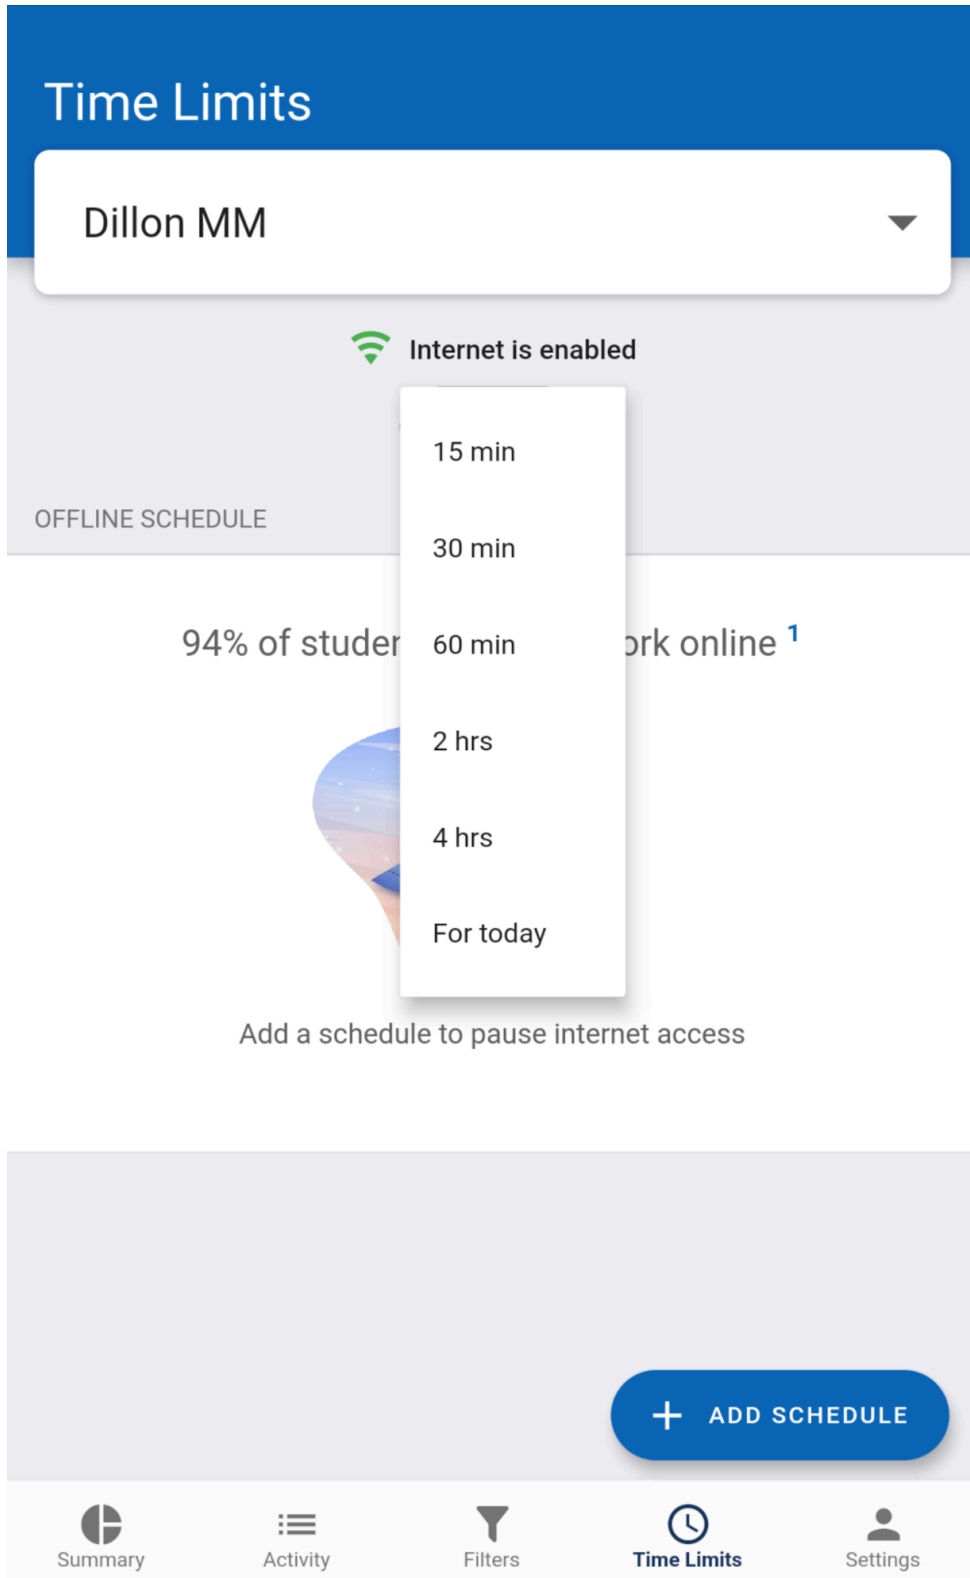 Time Limits
Dillon MM
Internet is enabled
15 min
OFFLINE SCHEDULE
30 min
94% of
60 min
online 1
2 hrs
4 hrs
For today
Add a schedule to pause internet access
+ ADD SCHEDULE
Summary
Activity
Filters
Time Limits
Settings